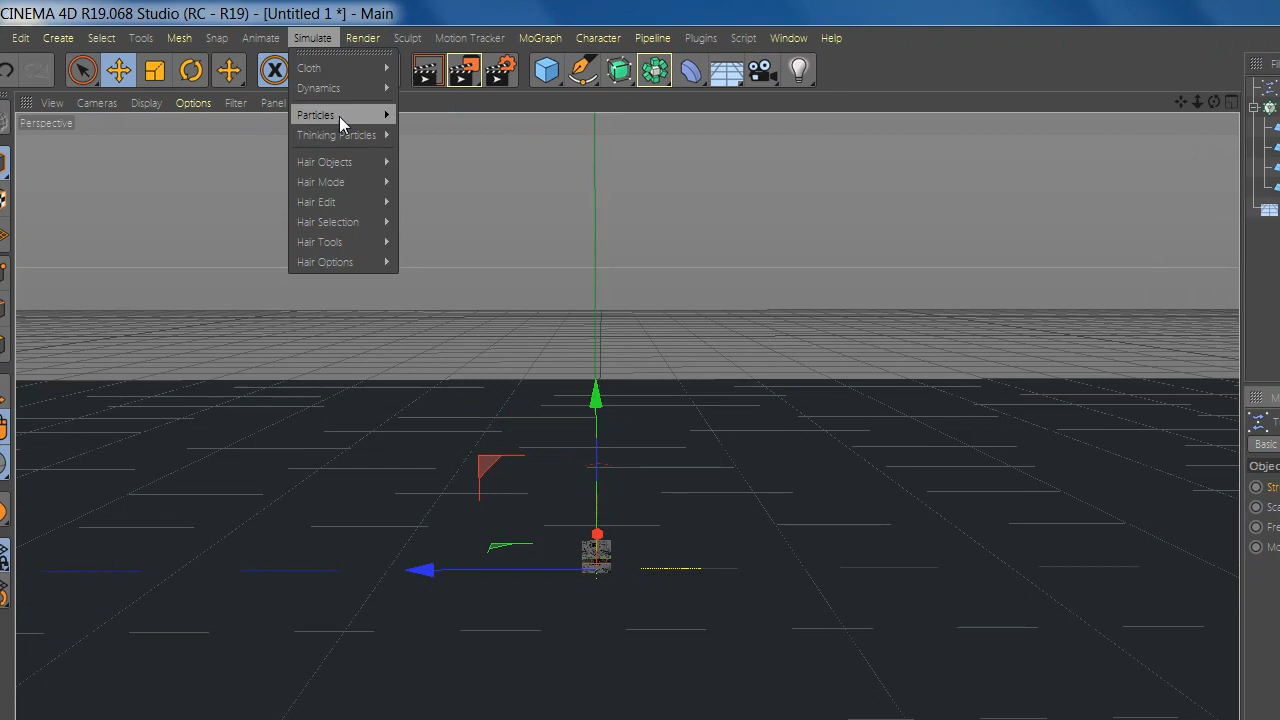 CINEMA 4D R19.068 Studio (RC - R19) - [Untitled 1 *] - Main
Edit Create Select Tools Mesh Snap Animate Simulate Render Sculpt Motion Tracker MoGraph Character Pipeline Plugins Script Window Help
View Cameras Display Options Filter Panel
Perspective
Cloth
Dynamics
Particles
Thinking Particles
Hair Objects
Hair Mode
Hair Edit
Hair Selection
Hair Tools
Hair Options
Basic